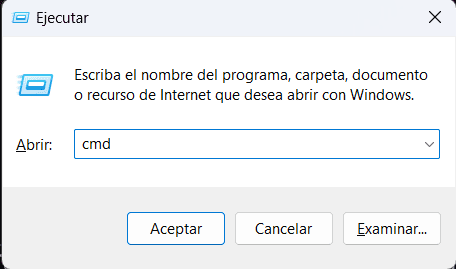 Ejecutar
Escriba el nombre del programa, carpeta, documento
o recurso de Internet que desea abrir con Windows.
Abrir: cmd
Aceptar Cancelar Examinar...